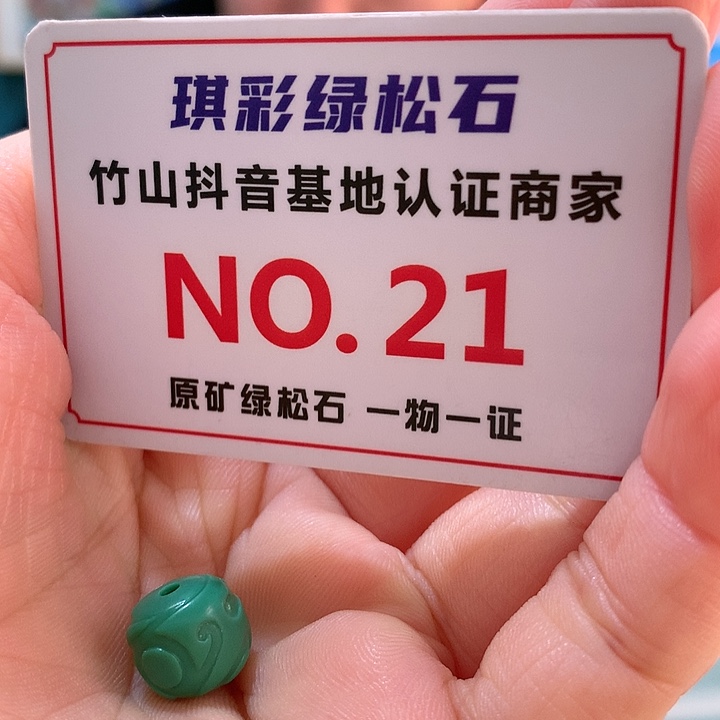 琪彩绿松石
竹山抖音基地认证商家
NO.21
原矿绿松石 一物一证